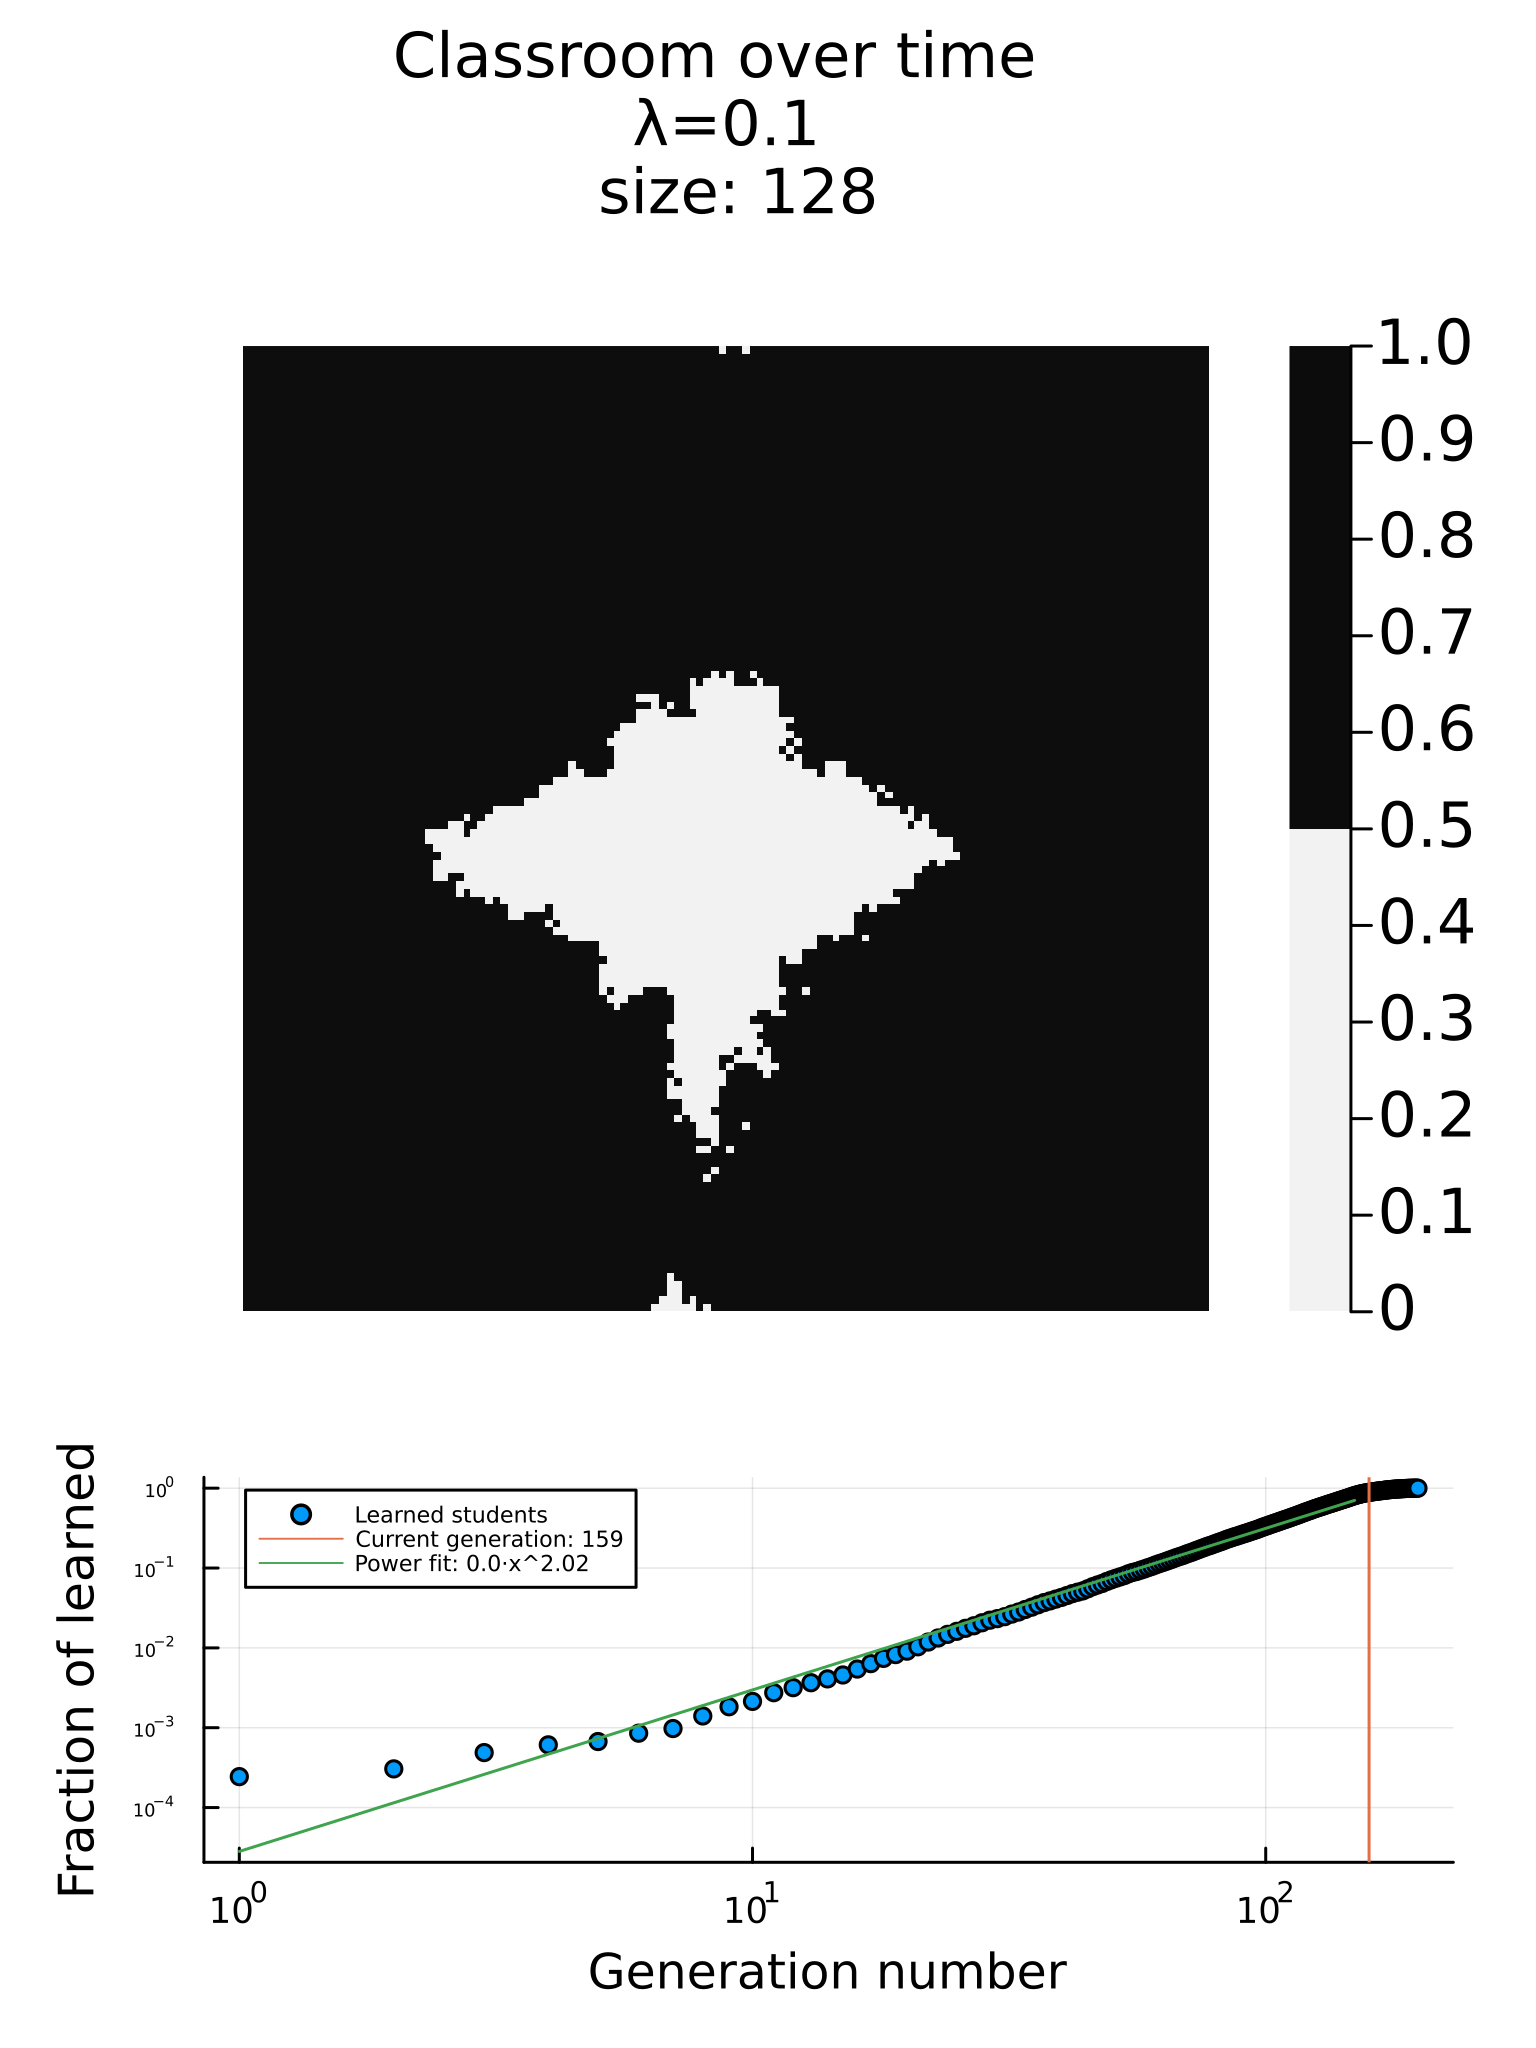 Classroom over time
λ=0.1
size: 128
1.0
0.9
0.8
0.7
0.6
0.5
0.4
0.3
0.2
0.1
0
Fraction of learned
10^0
10^-1
10^-2
10^-3
10^-4
Learned students
Current generation: 159
Power fit: 0.0·x^2.02
10^0 10^1 10^2
Generation number